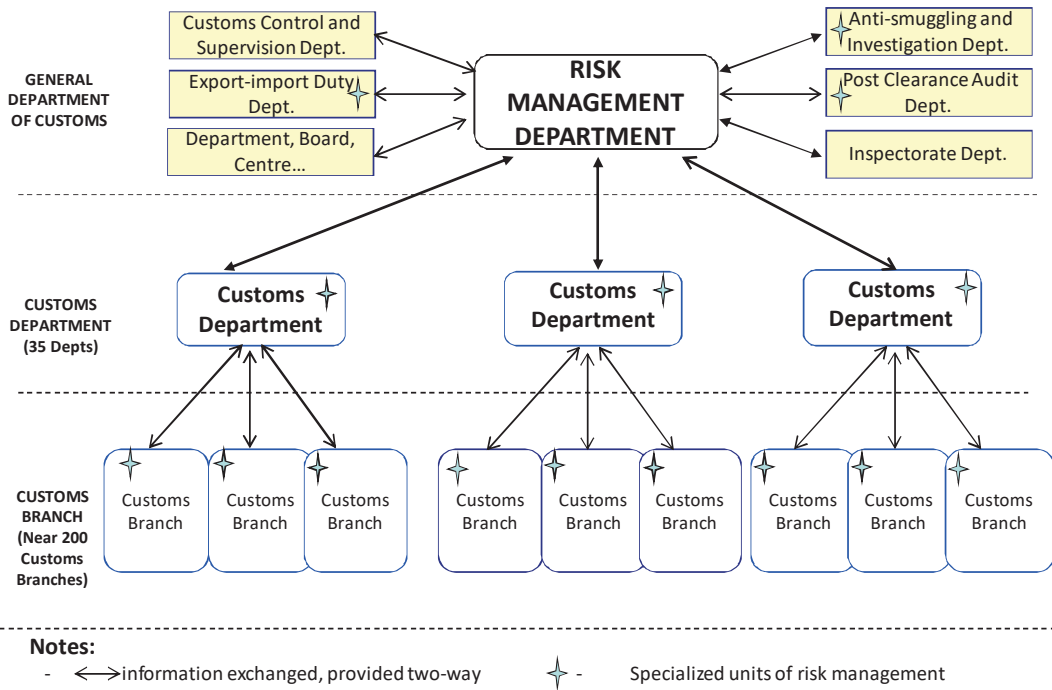 GENERAL
DEPARTMENT
OF CUSTOMS
Customs Control and
Supervision Dept.
Export-import Duty
Dept.
Department, Board,
Centre...
RISK
MANAGEMENT
DEPARTMENT
Anti-smuggling and
Investigation Dept.
Post Clearance Audit
Dept.
Inspectorate Dept.
CUSTOMS
DEPARTMENT
(35 Depts)
Customs
Department
Customs
Department
Customs
Department
CUSTOMS
BRANCH
(Near 200
Customs
Branches)
Customs
Branch
Customs
Branch
Customs
Branch
Customs
Branch
Customs
Branch
Customs
Branch
Customs
Branch
Customs
Branch
Customs
Branch
Notes:
- information exchanged, provided two-way
- Specialized units of risk management